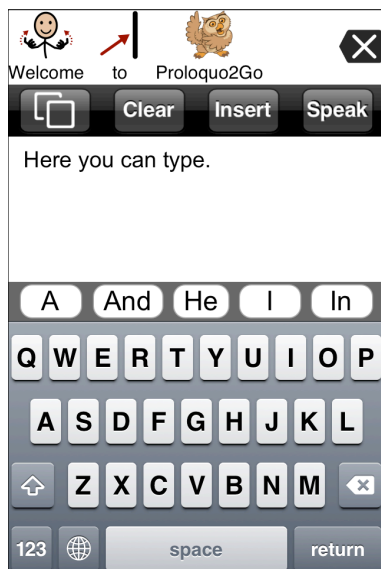 Welcome to Proloquo2Go
Clear Insert Speak
Here you can type.
A And He I In
Q W E R T Y U I O P
A S D F G H J K L
Z X C V B N M
123 space return